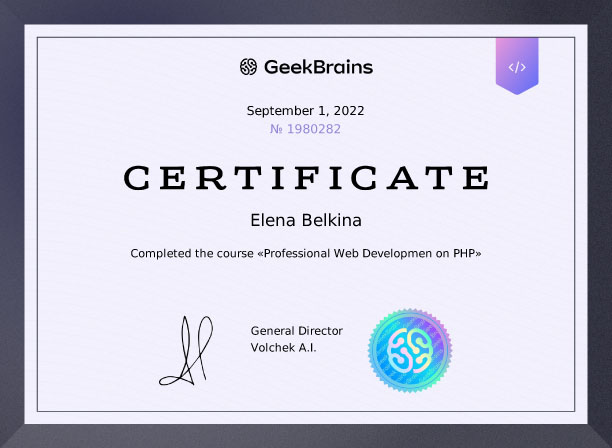 GeekBrains
</>
September 1, 2022
№ 1980282
CERTIFICATE
Elena Belkina
Completed the course «Professional Web Developmen on PHP»
General Director
Volchek A.I.